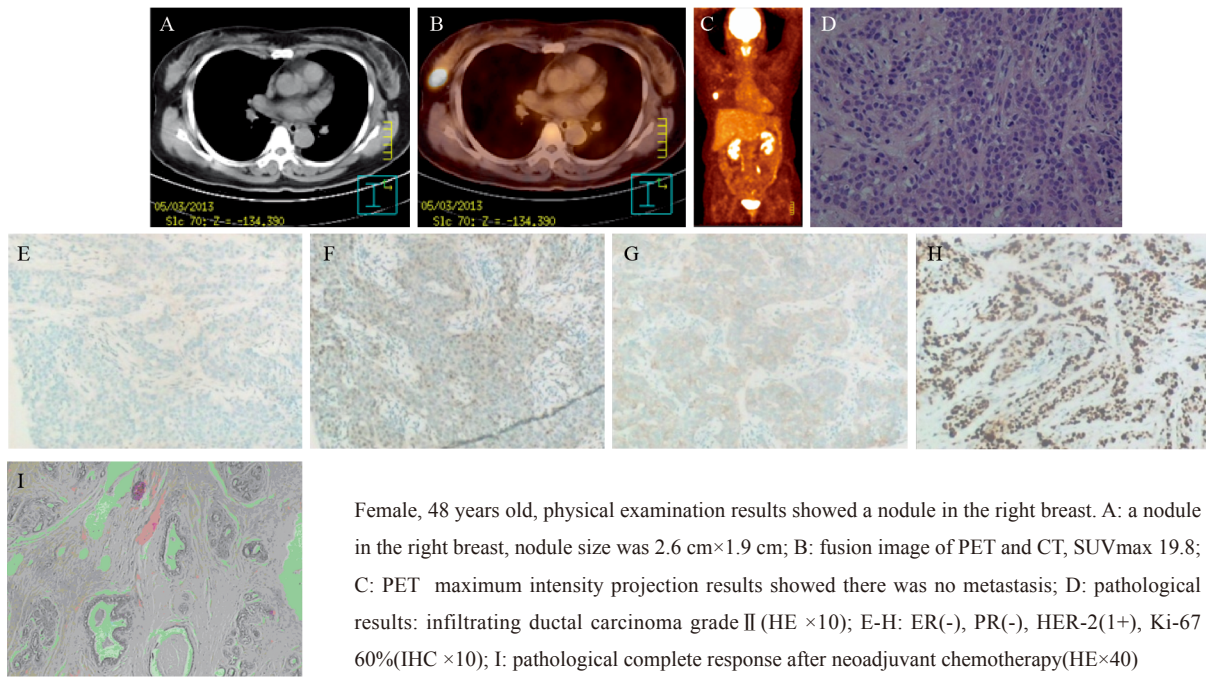 A
B
C
D
05/03/2013
Slc 70: Z-=.-=-134.390
05/03/2013
Slc 70: Z-=.-=-134.390
E
F
G
H
I
Female, 48 years old, physical examination results showed a nodule in the right breast. A: a nodule
in the right breast, nodule size was 2.6 cm×1.9 cm; B: fusion image of PET and CT, SUVmax 19.8;
C: PET maximum intensity projection results showed there was no metastasis; D: pathological
results: infiltrating ductal carcinoma grade Ⅱ (HE ×10); E-H: ER(-), PR(-), HER-2(1+), Ki-67
60%(IHC ×10); I: pathological complete response after neoadjuvant chemotherapy(HE×40)